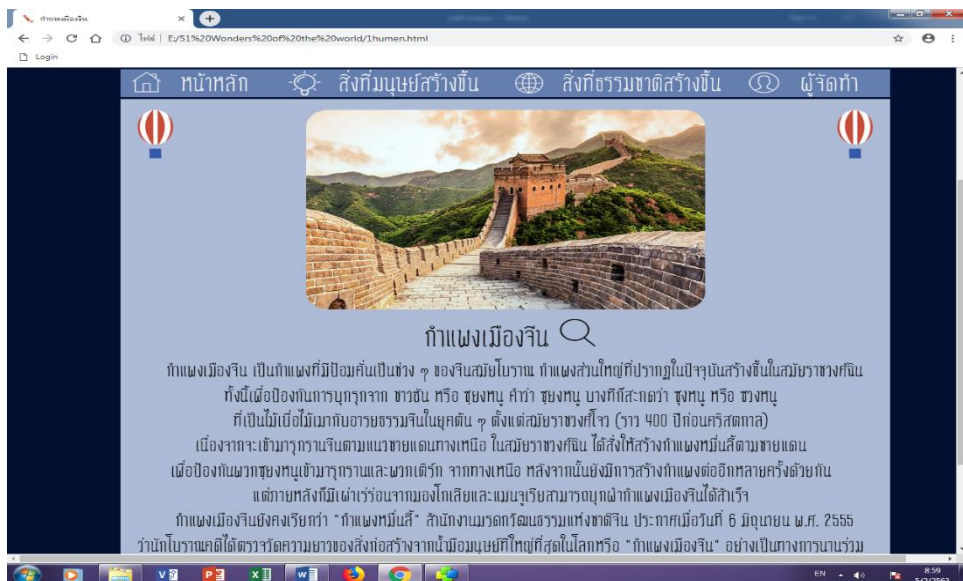 กำแพงเมืองจีน
ไฟล์ | E:/51%20Wonders%20of%20the%20world/1humen.html
Login
หน้าหลัก สิ่งที่มนุษย์สร้างขึ้น สิ่งที่ธรรมชาติสร้างขึ้น ผู้จัดทำ
กำแพงเมืองจีน
กำแพงเมืองจีน เป็นกำแพงที่มีป้อมคั่นเป็นช่วง ๆ ของจีนสมัยโบราณ กำแพงส่วนใหญ่ที่ปรากฏในปัจจุบันสร้างขึ้นในสมัยราชวงศ์ฉิน
ทั้งนี้เพื่อป้องกันการบุกรุกจาก ชาวฮัน หรือ ซุยงหนู คำว่า ซุยงหนู บางทีก็สะกดว่า ซุงหนู หรือ ชวงหนู
ที่เป็นไม้เบื่อไม้เมากับอารยธรรมจีนในยุคต้น ๆ ตั้งแต่สมัยราชวงศ์โจว (ราว 400 ปีก่อนคริสตกาล)
เนื่องจากจะเข้ามารุกรานจีนตามแนวชายแดนทางเหนือ ในสมัยราชวงศ์ฉิน ได้สั่งให้สร้างกำแพงหมื่นลี้ตามชายแดน
เพื่อป้องกันพวกซุยงหนูเข้ามารุกรานและพวกเติร์ก จากทางเหนือ หลังจากนั้นยังมีการสร้างกำแพงต่ออีกหลายครั้งด้วยกัน
แต่ภายหลังก็มีเผ่าเร่ร่อนจากมองโกเลียและแมนจูเรียสามารถบุกฝ่ากำแพงเมืองจีนได้สำเร็จ
กำแพงเมืองจีนยังคงเรียกว่า "กำแพงหมื่นลี้" สำนักงานมรดกวัฒนธรรมแห่งชาติจีน ประกาศเมื่อวันที่ 6 มิถุนายน พ.ศ. 2555
ว่านักโบราณคดีได้ตรวจวัดความยาวของสิ่งก่อสร้างจากน้ำมือมนุษย์ที่ใหญ่ที่สุดในโลกหรือ "กำแพงเมืองจีน" อย่างเป็นทางการนานร่วม
EN 8:59
5/2/2563